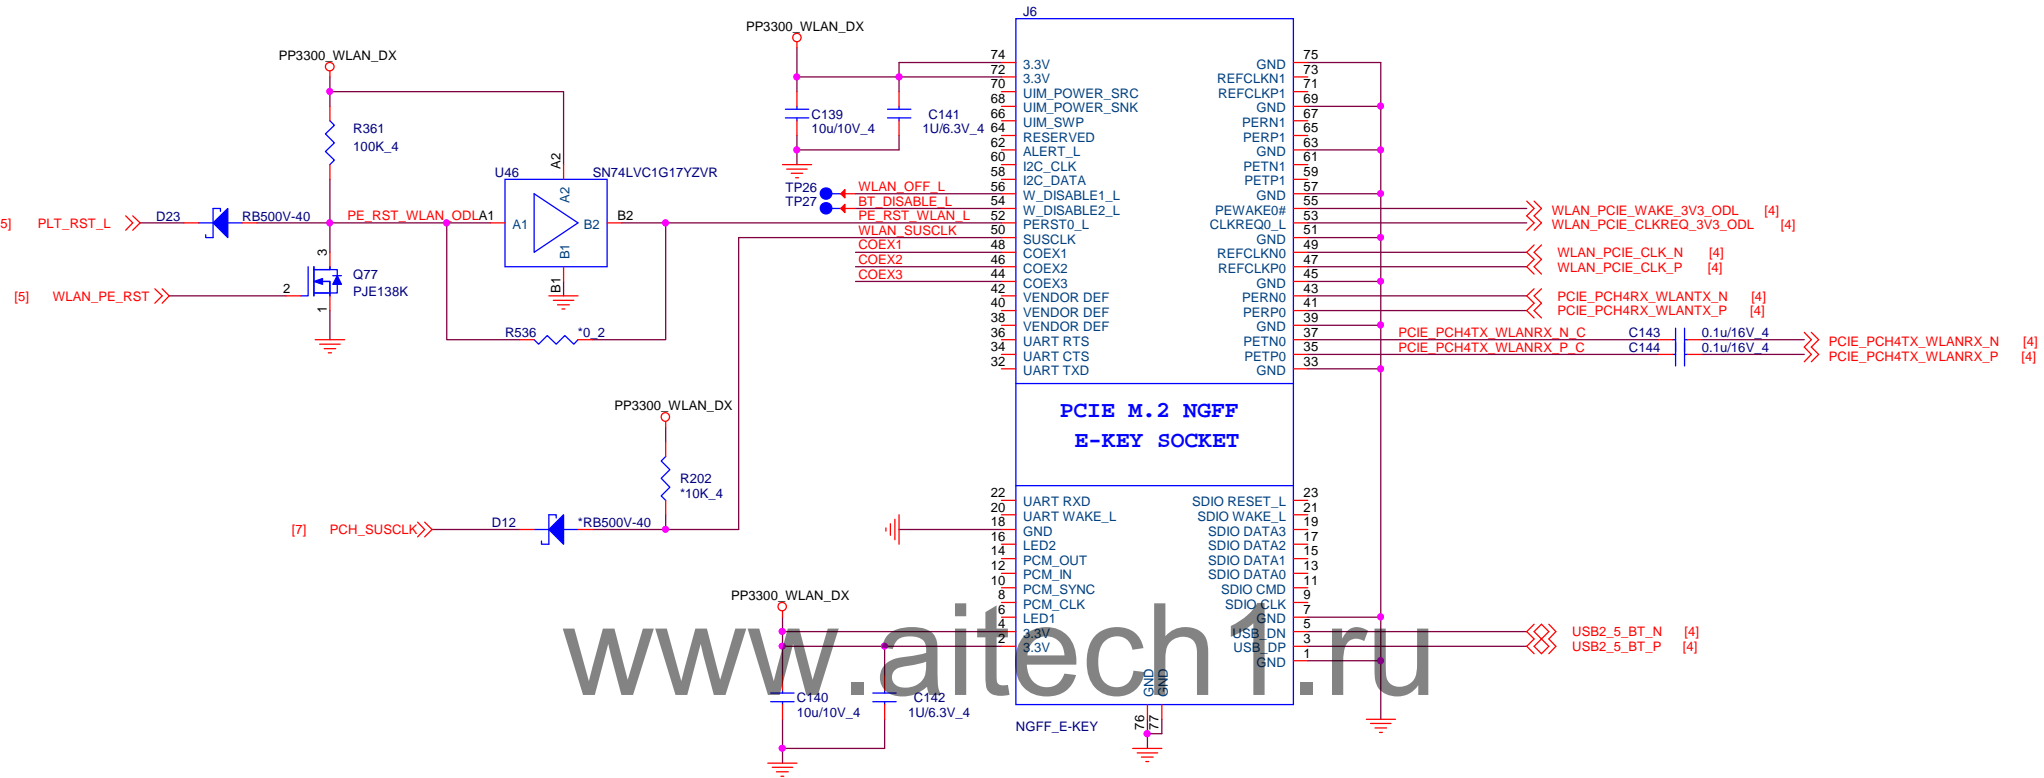 J6
PP3300_WLAN_DX
PP3300_WLAN_DX
R361
100K_4
C139
10u/10V_4
C141
1U/6.3V_4
A2
U46
SN74LVC1G17YZVR
A2
A1
B2
B1
B1
5]
PLT_RST_L
D23
RB500V-40
PE_RST_WLAN_ODL
A1
B2
3
Q77
PJE138K
2
1
[5]
WLAN_PE_RST
R536
*0_2
TP26
TP27
WLAN_OFF_L
BT_DISABLE_L
PE_RST_WLAN_L
WLAN_SUSCLK
COEX1
COEX2
COEX3
PP3300_WLAN_DX
R202
*10K_4
[7]
PCH_SUSCLK
D12
*RB500V-40
74 3.3V
72 3.3V
70 UIM_POWER_SRC
68 UIM_POWER_SNK
66 UIM_SWP
64 RESERVED
62 ALERT_L
60 I2C_CLK
58 I2C_DATA
56 W_DISABLE1_L
54 W_DISABLE2_L
52 PERST0_L
50 SUSCLK
48 COEX1
46 COEX2
44 COEX3
42 VENDOR DEF
40 VENDOR DEF
38 VENDOR DEF
36 UART RTS
34 UART CTS
32 UART TXD
GND 75
REFCLKN1 73
REFCLKP1 71
GND 69
PERN1 67
PERP1 65
GND 63
PETN1 61
PETP1 59
GND 57
PEWAKE0# 55
CLKREQ0_L 53
GND 51
REFCLKN0 49
REFCLKP0 47
GND 45
PERN0 43
PERP0 41
GND 39
PETN0 37
PETP0 35
GND 33
WLAN_PCIE_WAKE_3V3_ODL [4]
WLAN_PCIE_CLKREQ_3V3_ODL [4]
WLAN_PCIE_CLK_N [4]
WLAN_PCIE_CLK_P [4]
PCIE_PCH4RX_WLANTX_N [4]
PCIE_PCH4RX_WLANTX_P [4]
PCIE_PCH4TX_WLANRX_N_C C143 0.1u/16V_4 PCIE_PCH4TX_WLANRX_N [4]
PCIE_PCH4TX_WLANRX_P_C C144 0.1u/16V_4 PCIE_PCH4TX_WLANRX_P [4]
PCIE M.2 NGFF
E-KEY SOCKET
22 UART RXD
20 UART WAKE_L
18 GND
16 LED2
14 PCM_OUT
12 PCM_IN
10 PCM_SYNC
8 PCM_CLK
6 LED1
4 3.3V
2 3.3V
SDIO RESET_L 23
SDIO WAKE_L 21
SDIO DATA3 19
SDIO DATA2 17
SDIO DATA1 15
SDIO DATA0 13
SDIO CMD 11
SDIO CLK 9
GND 7
USB_DN 5
USB_DP 3
GND 1
USB2_5_BT_N [4]
USB2_5_BT_P [4]
PP3300_WLAN_DX
C140
10u/10V_4
C142
1U/6.3V_4
GND
GND
76
77
NGFF_E-KEY
www.aitech1.ru